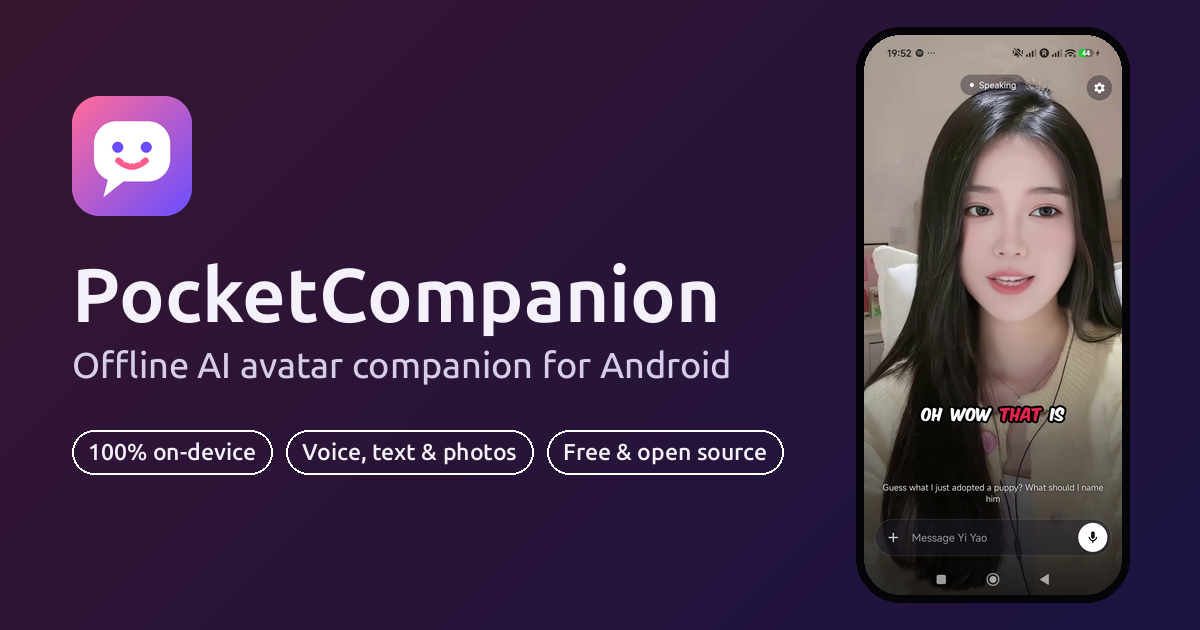 PocketCompanion
Offline AI avatar companion for Android
100% on-device
Voice, text & photos
Free & open source
19:52
R
44
Speaking
OH WOW THAT IS
Guess what I just adopted a puppy? What should I name
him
Message Yi Yao